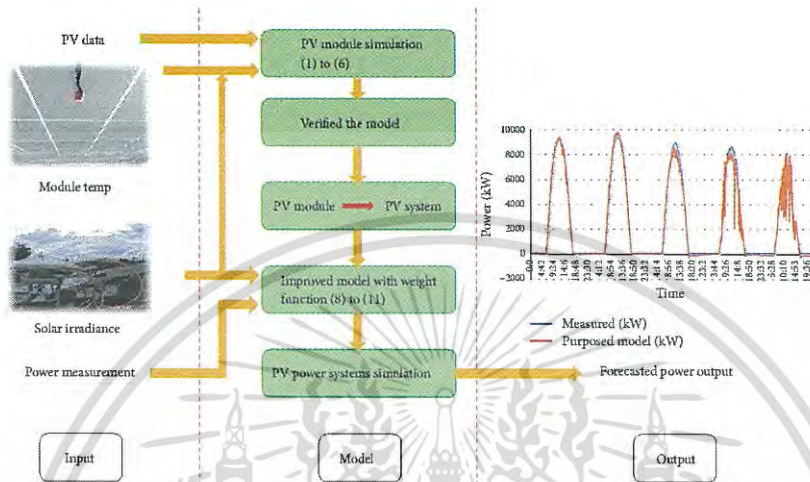 PV data
Module temp
Solar irradiance
Power measurement
Input
PV module simulation
(1) to (6)
Verified the model
PV module PV system
Improved model with weight
function (8) to (11)
PV power systems simulation
Model
Power (kW)
10000
8000
6000
4000
2000
0
Time
Measured (kW)
Purposed model (kW)
Forecasted power output
Output